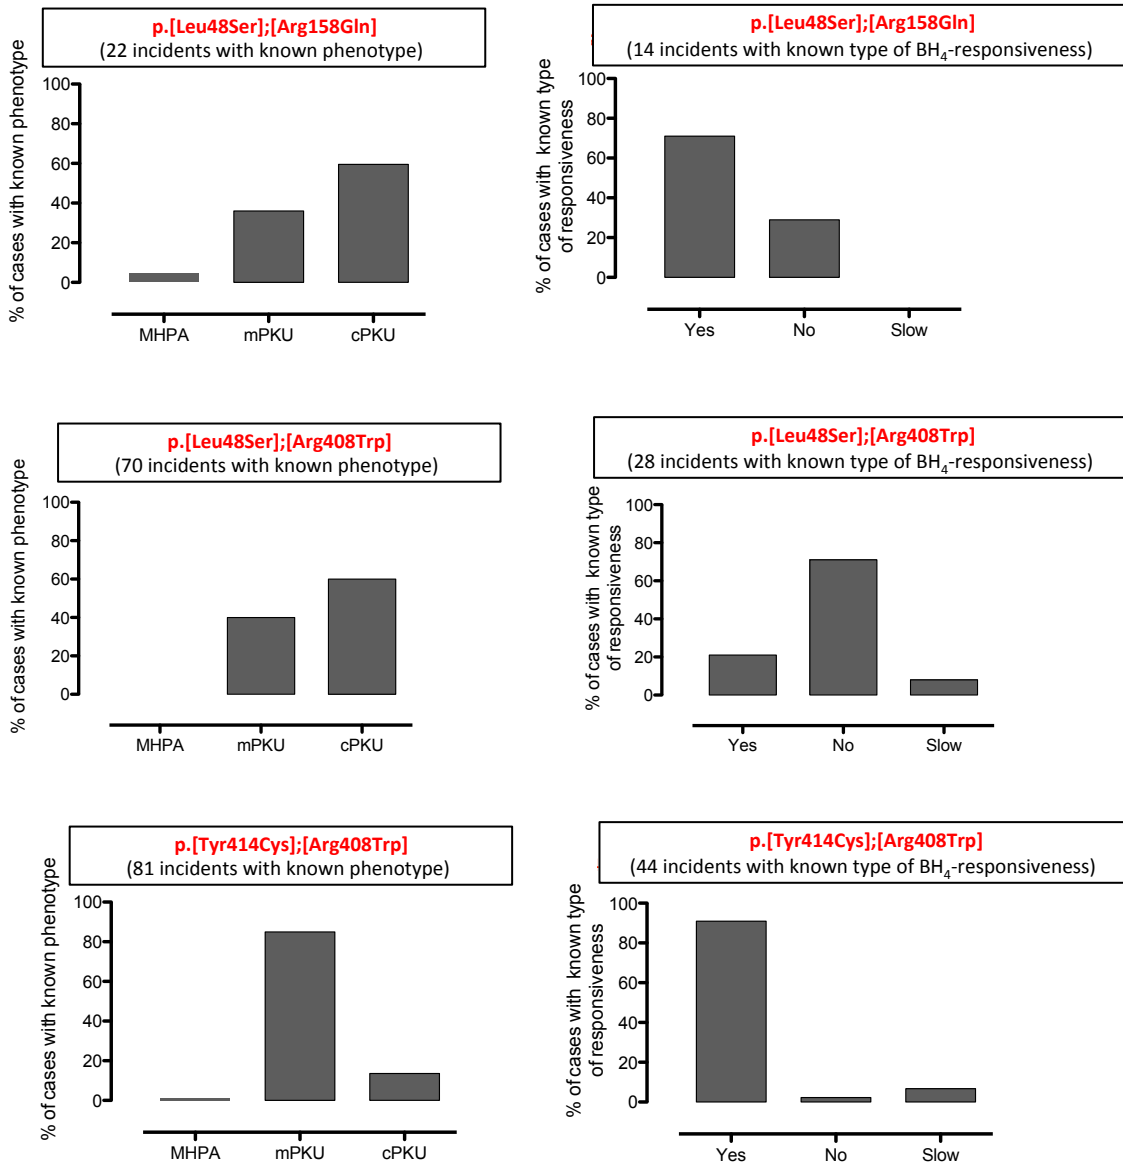 p.[Leu48Ser];[Arg158Gln]
(22 incidents with known phenotype)
% of cases with known phenotype
100
80
60
40
20
0
MHPA mPKU cPKU
p.[Leu48Ser];[Arg158Gln]
(14 incidents with known type of BH4-responsiveness)
% of cases with known type
of responsiveness
100
80
60
40
20
0
Yes No Slow
p.[Leu48Ser];[Arg408Trp]
(70 incidents with known phenotype)
% of cases with known phenotype
100
80
60
40
20
0
MHPA mPKU cPKU
p.[Leu48Ser];[Arg408Trp]
(28 incidents with known type of BH4-responsiveness)
% of cases with known type
of responsiveness
100
80
60
40
20
0
Yes No Slow
p.[Tyr414Cys];[Arg408Trp]
(81 incidents with known phenotype)
% of cases with known phenotype
100
80
60
40
20
0
MHPA mPKU cPKU
p.[Tyr414Cys];[Arg408Trp]
(44 incidents with known type of BH4-responsiveness)
% of cases with known type
of responsiveness
100
80
60
40
20
0
Yes No Slow